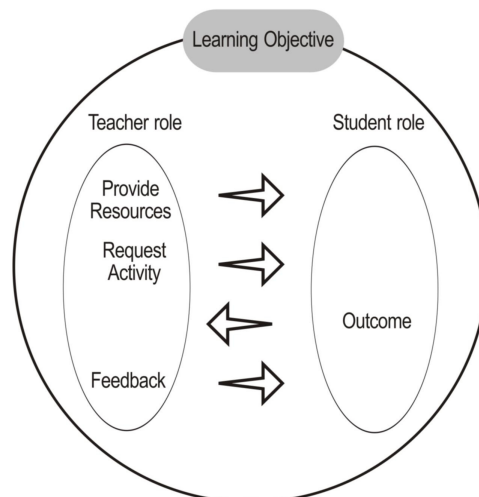 Learning Objective
Teacher role
Student role
Provide
Resources
Request
Activity
Outcome
Feedback